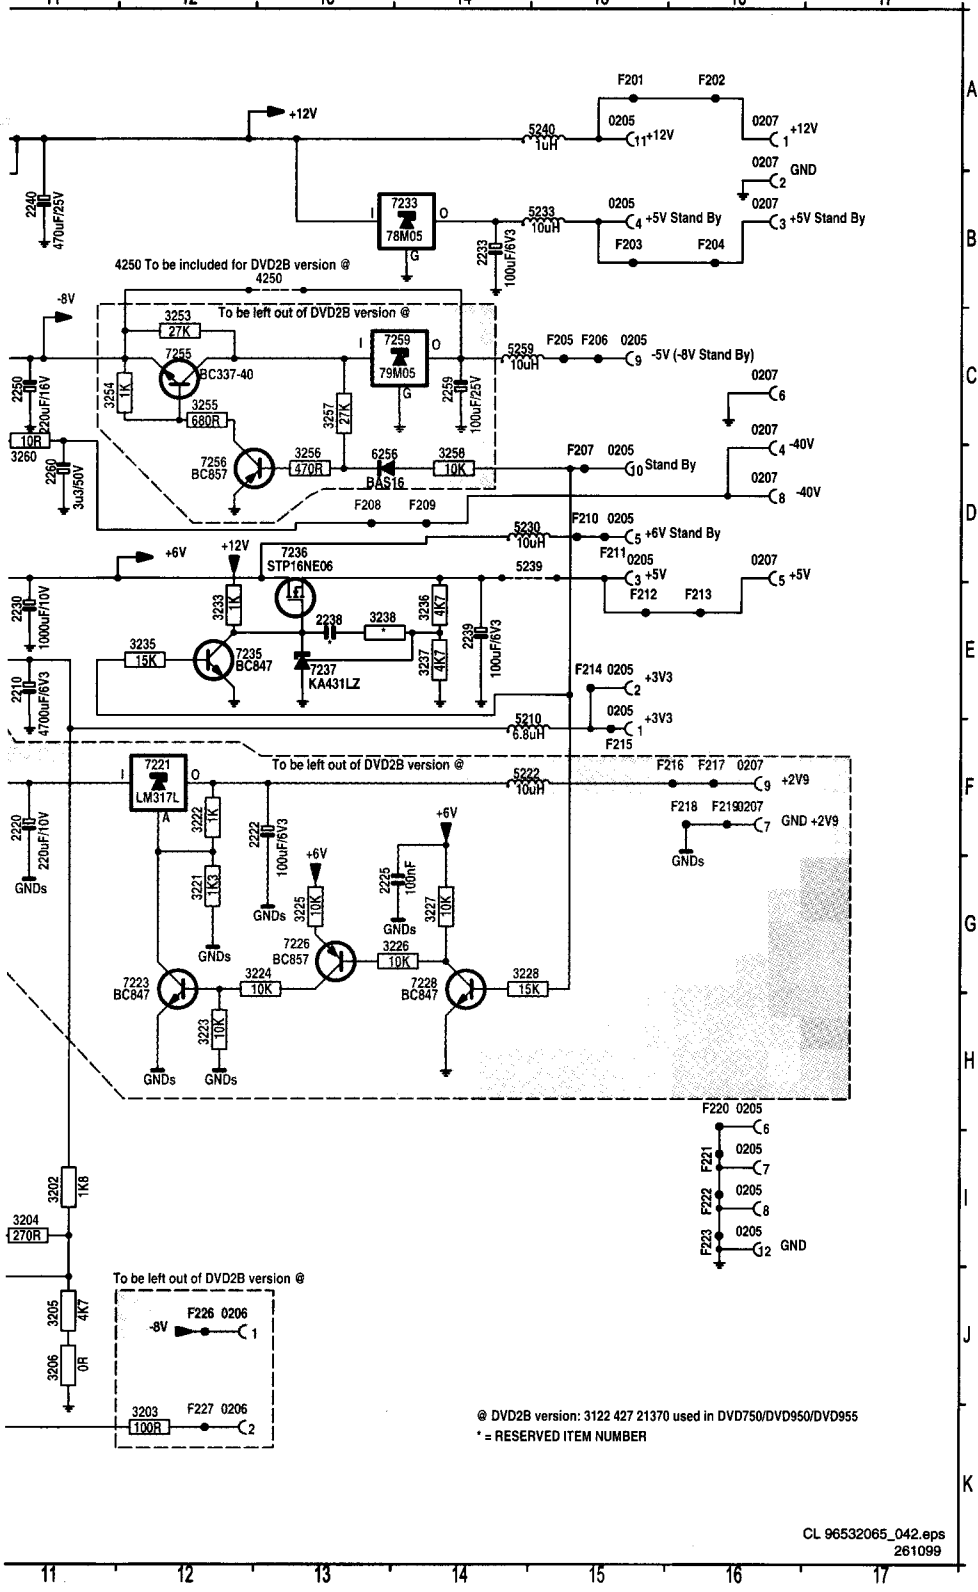 11 12 13 14 15 16 17
A
+12V
F201 F202
5240
1uH
0205
11 +12V
0207
1 +12V
0207
2 GND
2240
470uF/25V
7233
78M05
I O
G
5233
10uH
2233
100uF/6V3
0205
4 +5V Stand By
0207
3 +5V Stand By
F203 F204
B
4250 To be included for DVD2B version @
4250
-8V
To be left out of DVD2B version @
3253
27K
7255
BC337-40
3254
1K
3255
680R
7259
79M05
I O
G
3257
27K
2259
100uF/25V
5259
10uH
F205 F206 0205
9 -5V (-8V Stand By)
C
0207
6
2250
220uF/16V
10R
3260
2260
3u3/50V
7256
BC857
3256
470R
6256
BAS16
3258
10K
F207 0205
10 Stand By
0207
4 -40V
0207
8 -40V
D
F208 F209
5230
10uH
F210 0205
5 +6V Stand By
F211
+6V
+12V
7236
STP16NE06
5239
0205
3 +5V
0207
5 +5V
F212 F213
2230
1000uF/10V
3233
1K
2238
*
3238
*
3236
4K7
3237
4K7
2239
100uF/6V3
E
3235
15K
7235
BC847
7237
KA431LZ
2210
4700uF/6V3
F214 0205
2 +3V3
5210
6.8uH
0205
1 +3V3
F215
To be left out of DVD2B version @
7221
LM317L
I O
A
5222
10uH
F216 F217 0207
9 +2V9
F
F218 F219 0207
7 GND +2V9
GNDs
2220
220uF/10V
GNDs
3222
1K
3221
1K3
GNDs
2222
100uF/6V3
GNDs
+6V
3225
10K
+6V
2225
100nF
GNDs
3227
10K
G
7226
BC857
3226
10K
7223
BC847
3224
10K
7228
BC847
3228
15K
3223
10K
GNDs GNDs
H
F220 0205
6
F221 0205
7
F222 0205
8
F223 0205
12 GND
I
3202
1K8
3204
270R
3205
4K7
3206
0R
To be left out of DVD2B version @
-8V F226 0206
1
J
3203
100R
F227 0206
2
@ DVD2B version: 3122 427 21370 used in DVD750/DVD950/DVD955
* = RESERVED ITEM NUMBER
K
CL 96532065_042.eps
261099
11 12 13 14 15 16 17